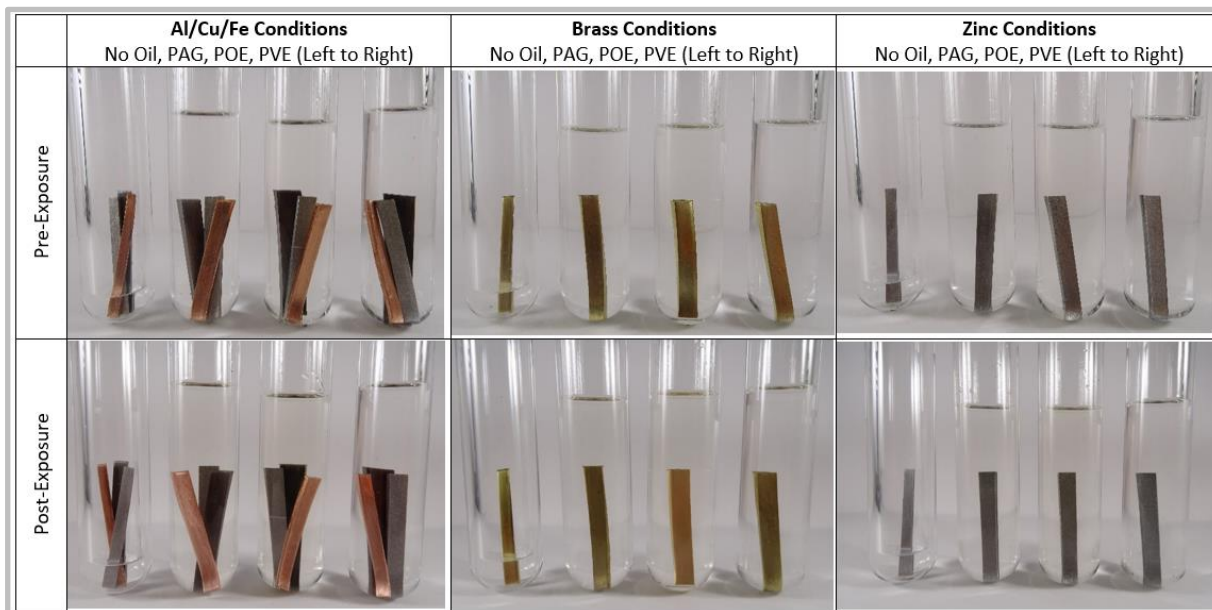 Al/Cu/Fe Conditions
No Oil, PAG, POE, PVE (Left to Right)
Brass Conditions
No Oil, PAG, POE, PVE (Left to Right)
Zinc Conditions
No Oil, PAG, POE, PVE (Left to Right)
Pre-Exposure
Post-Exposure